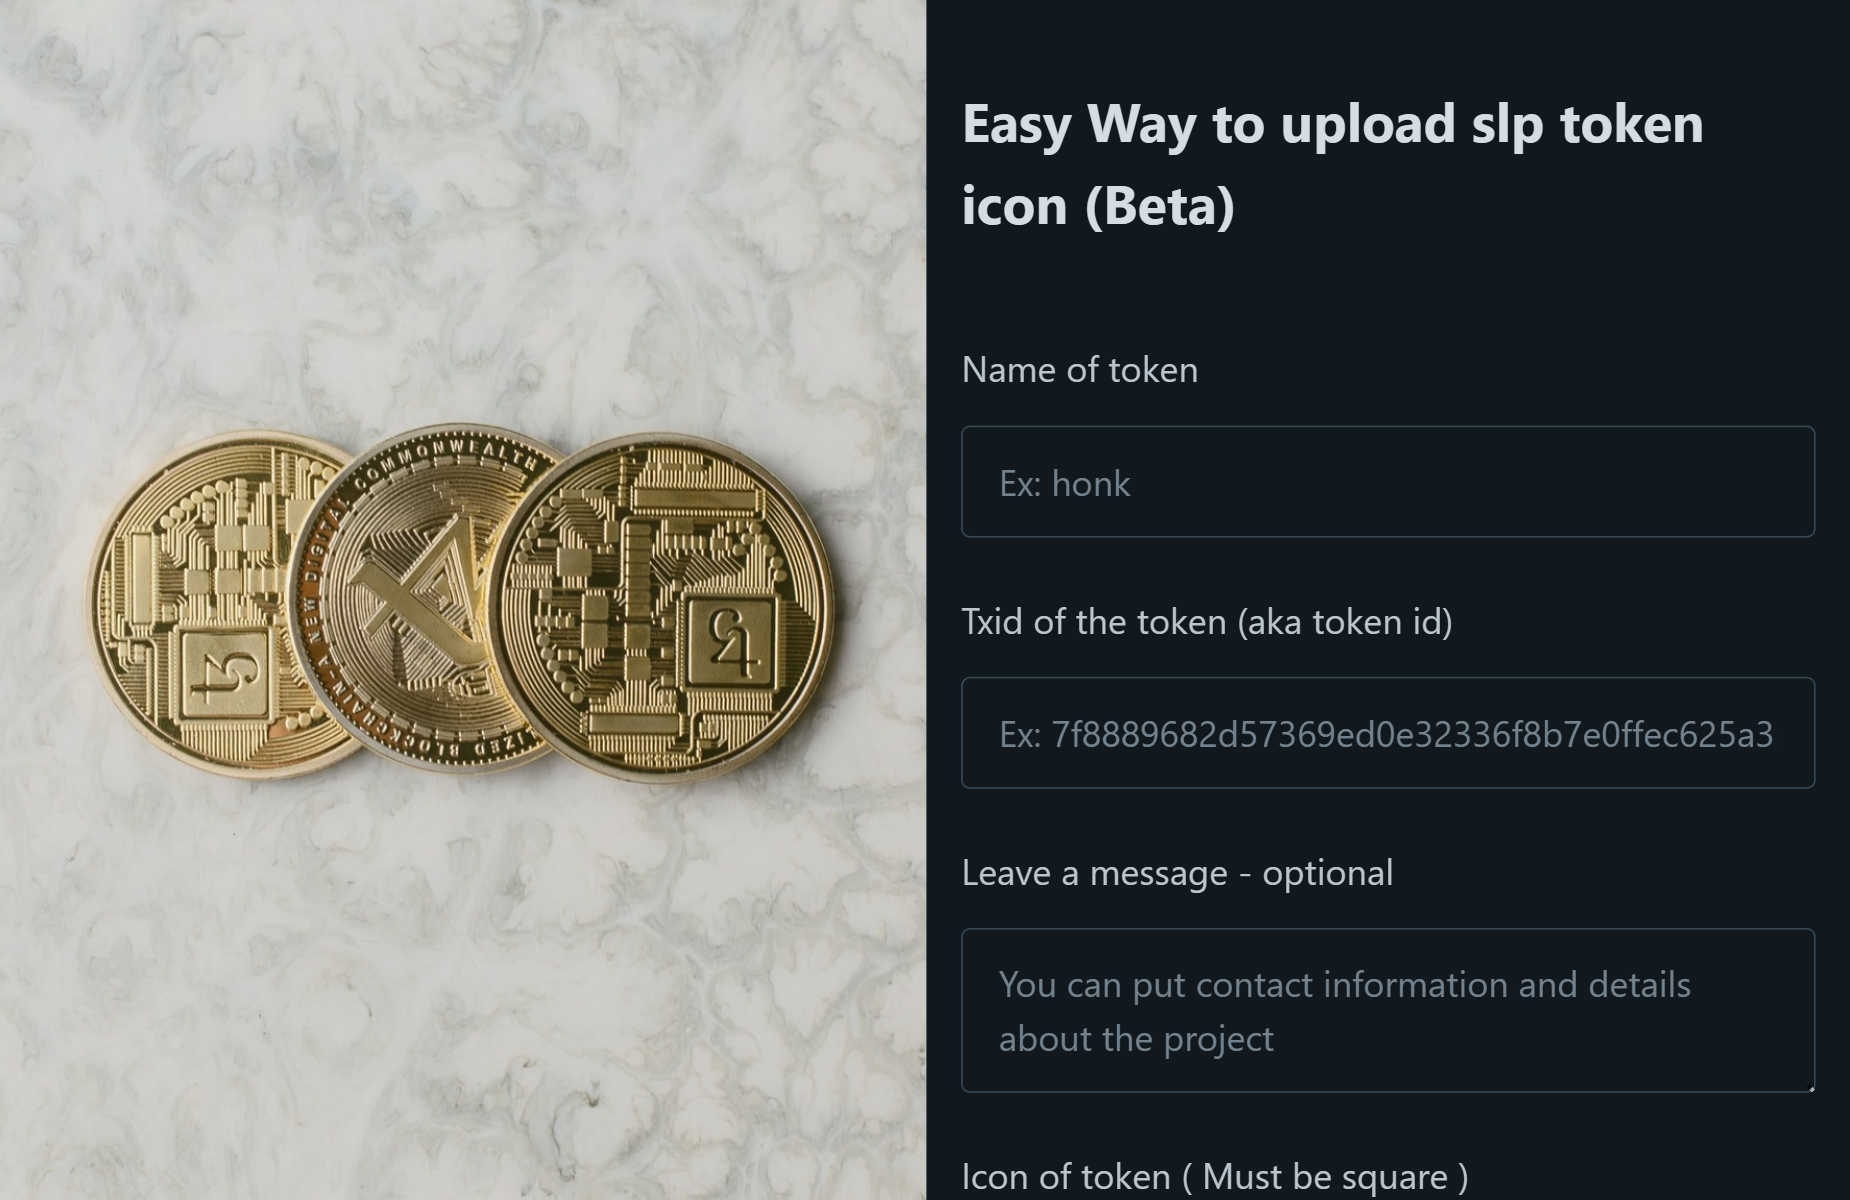 Easy Way to upload slp token
icon (Beta)
Name of token
Ex: honk
Txid of the token (aka token id)
Ex: 7f8889682d57369ed0e32336f8b7e0ffec625a3
Leave a message - optional
You can put contact information and details
about the project
Icon of token ( Must be square )
A NEW DIGITAL COMMONWEALTH
LIZED BLOCKCHAIN